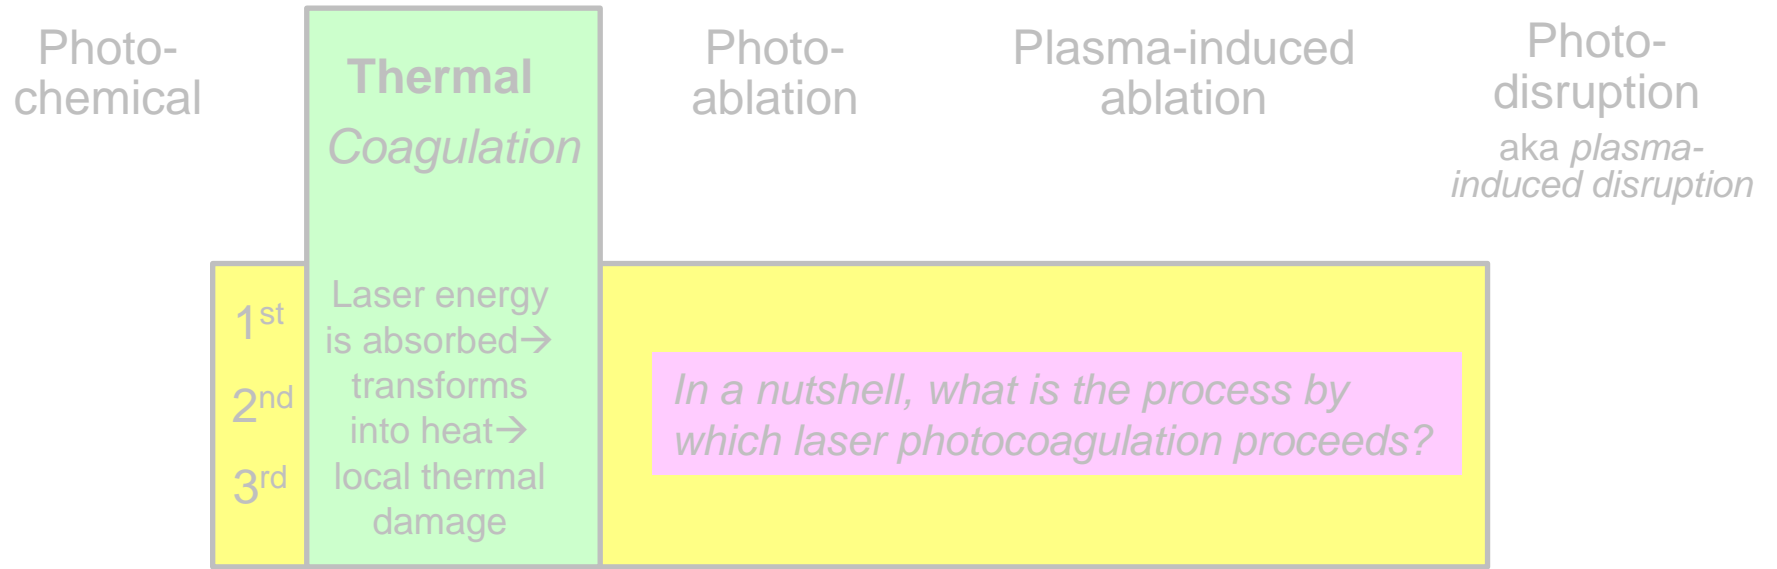 Photo-
chemical
Thermal
Coagulation
Photo-
ablation
Plasma-induced
ablation
Photo-
disruption
aka plasma-
induced disruption
1st
2nd
3rd
Laser energy
is absorbed→
transforms
into heat→
local thermal
damage
In a nutshell, what is the process by
which laser photocoagulation proceeds?